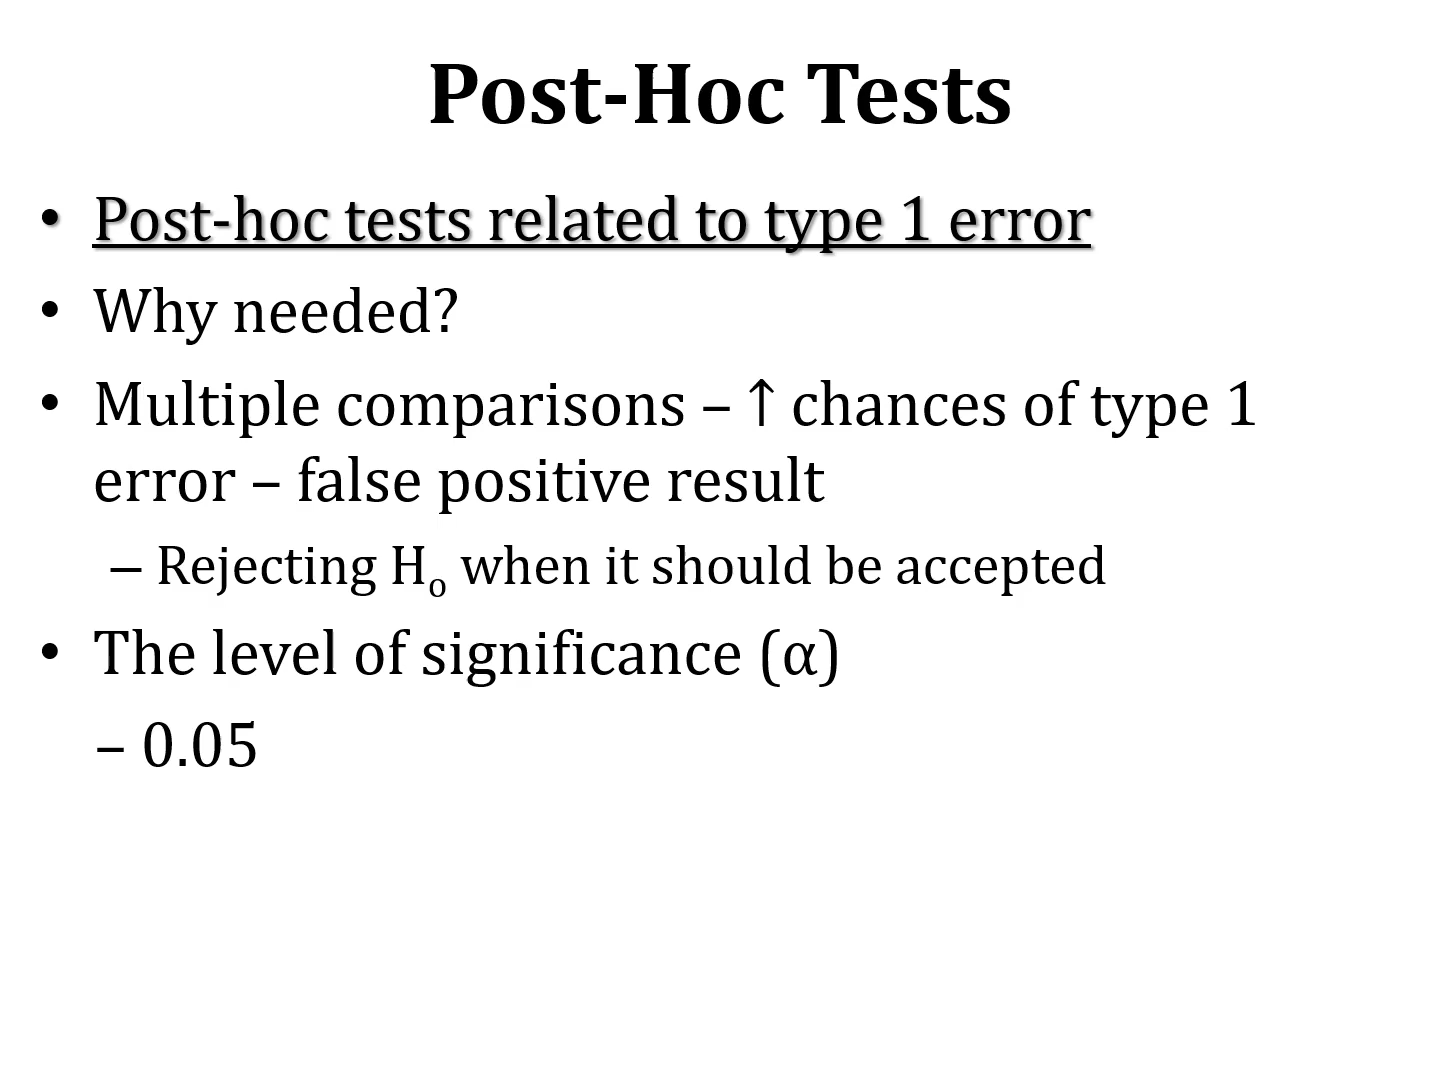 Post-Hoc Tests
• Post-hoc tests related to type 1 error
• Why needed?
• Multiple comparisons – ↑ chances of type 1
error – false positive result
– Rejecting Ho when it should be accepted
• The level of significance (α)
– 0.05